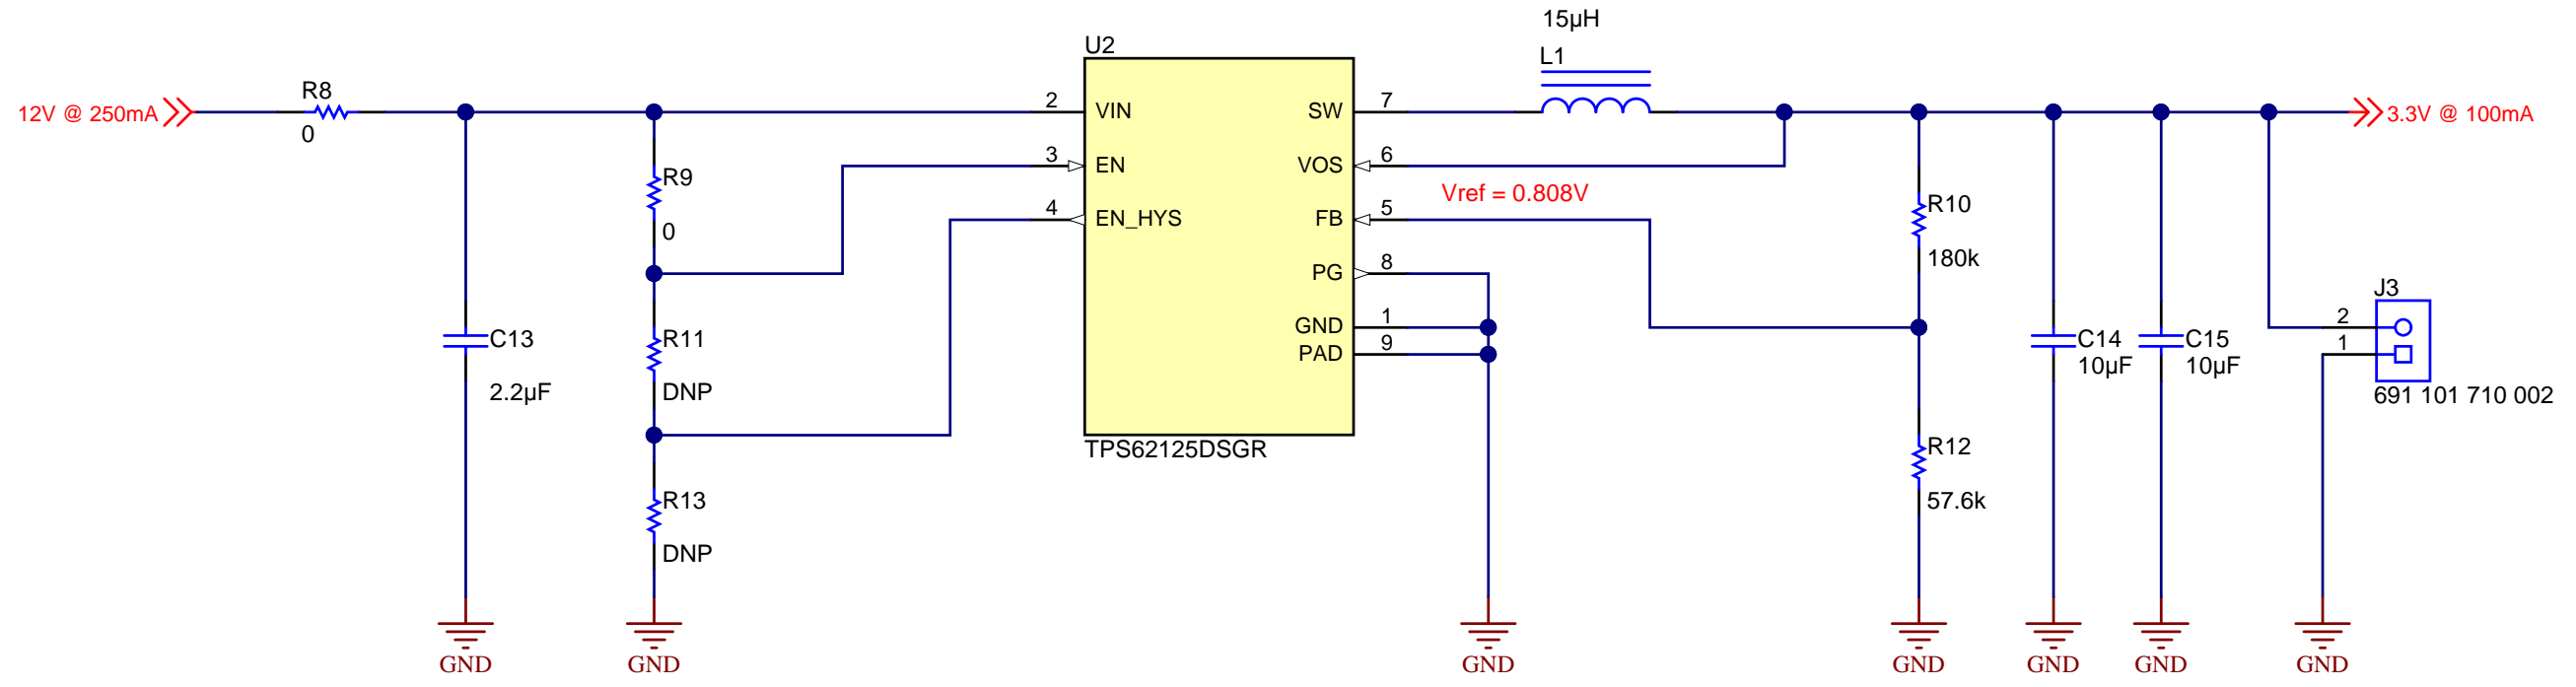 15µH
L1
U2
R8
0
12V @ 250mA
2
VIN
SW
7
3.3V @ 100mA
3
EN
VOS
6
R9
0
Vref = 0.808V
4
EN_HYS
FB
5
R10
180k
PG
8
GND
1
PAD
9
C13
2.2µF
R11
DNP
C14
10µF
C15
10µF
J3
2
1
691 101 710 002
TPS62125DSGR
R12
57.6k
R13
DNP
GND
GND
GND
GND
GND
GND
GND